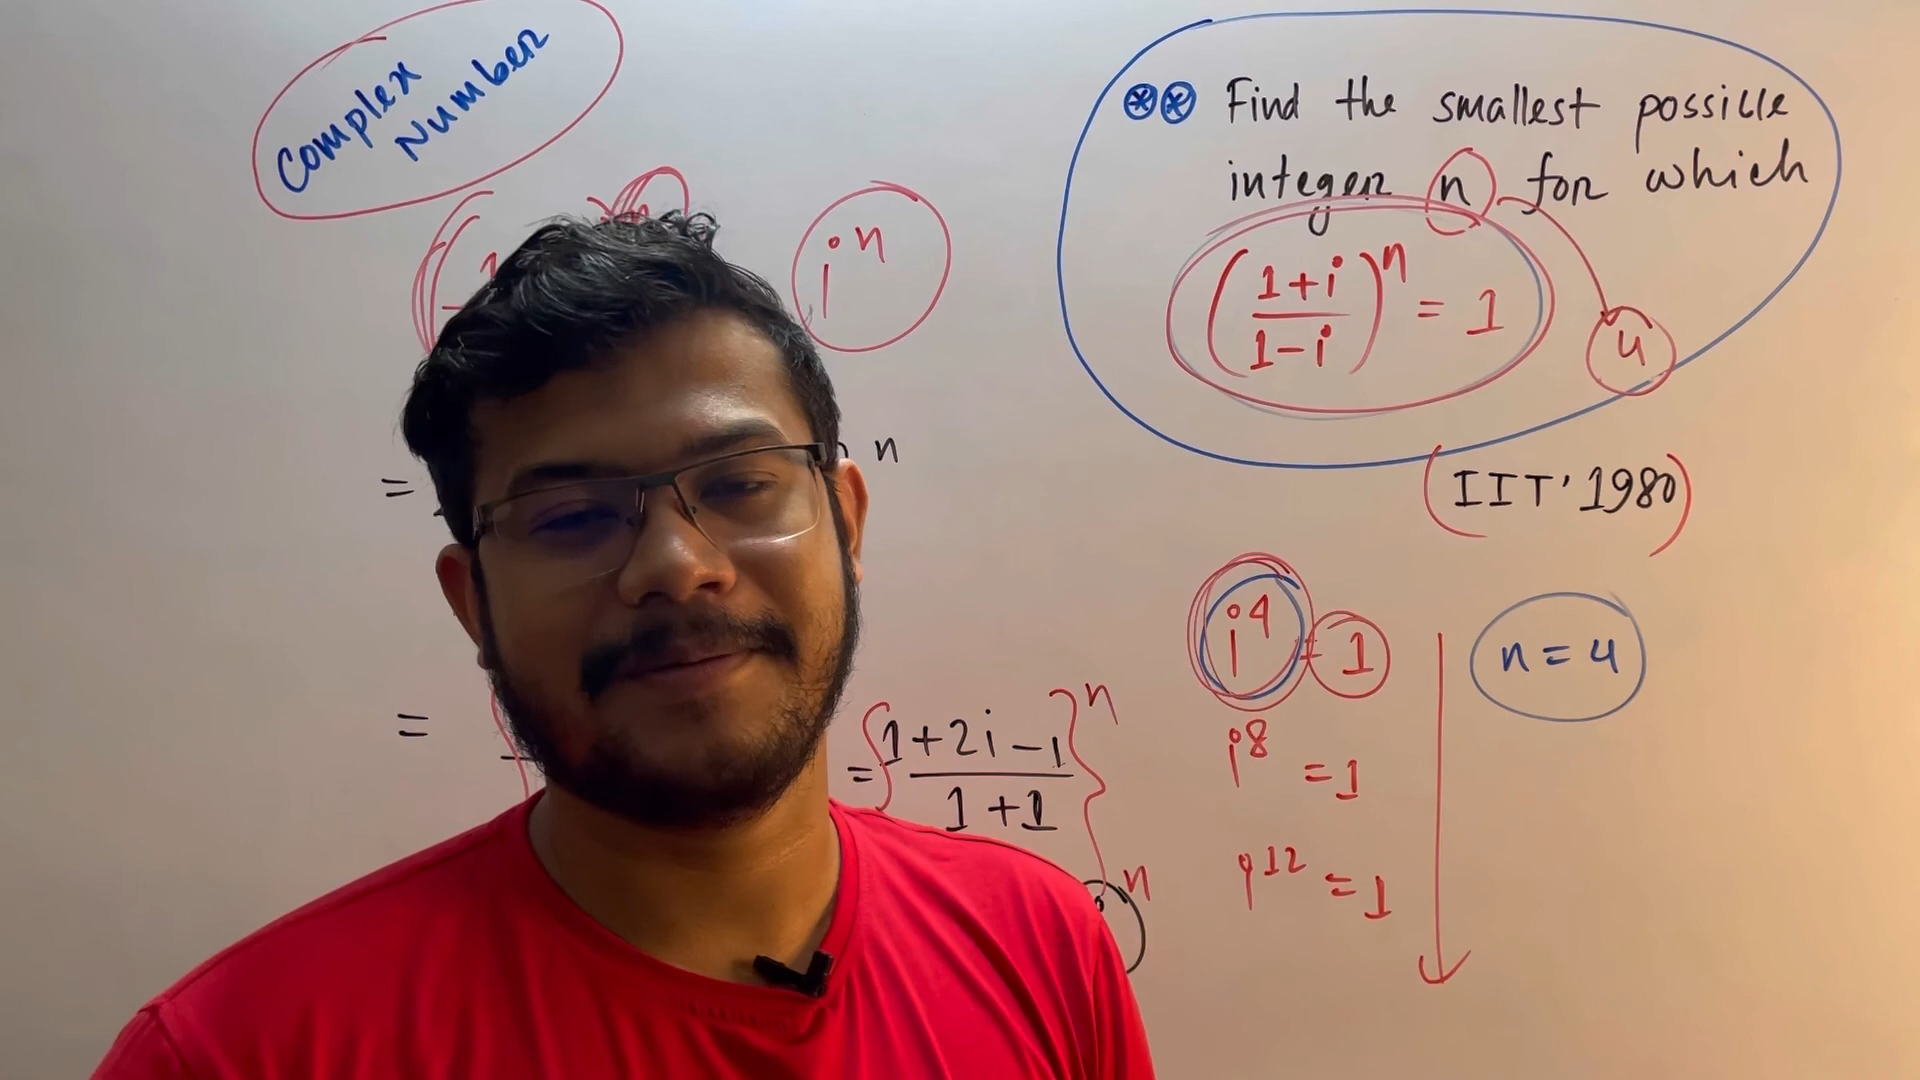 Complex
Number
⊛⊛ Find the smallest possible
integer n for which
(1+i / 1-i)^n = 1
4
i^n
= n
(IIT'1980)
i^4 = 1
n = 4
i^8 = 1
= = {1+2i-1 / 1+1}^n
i^12 = 1
n